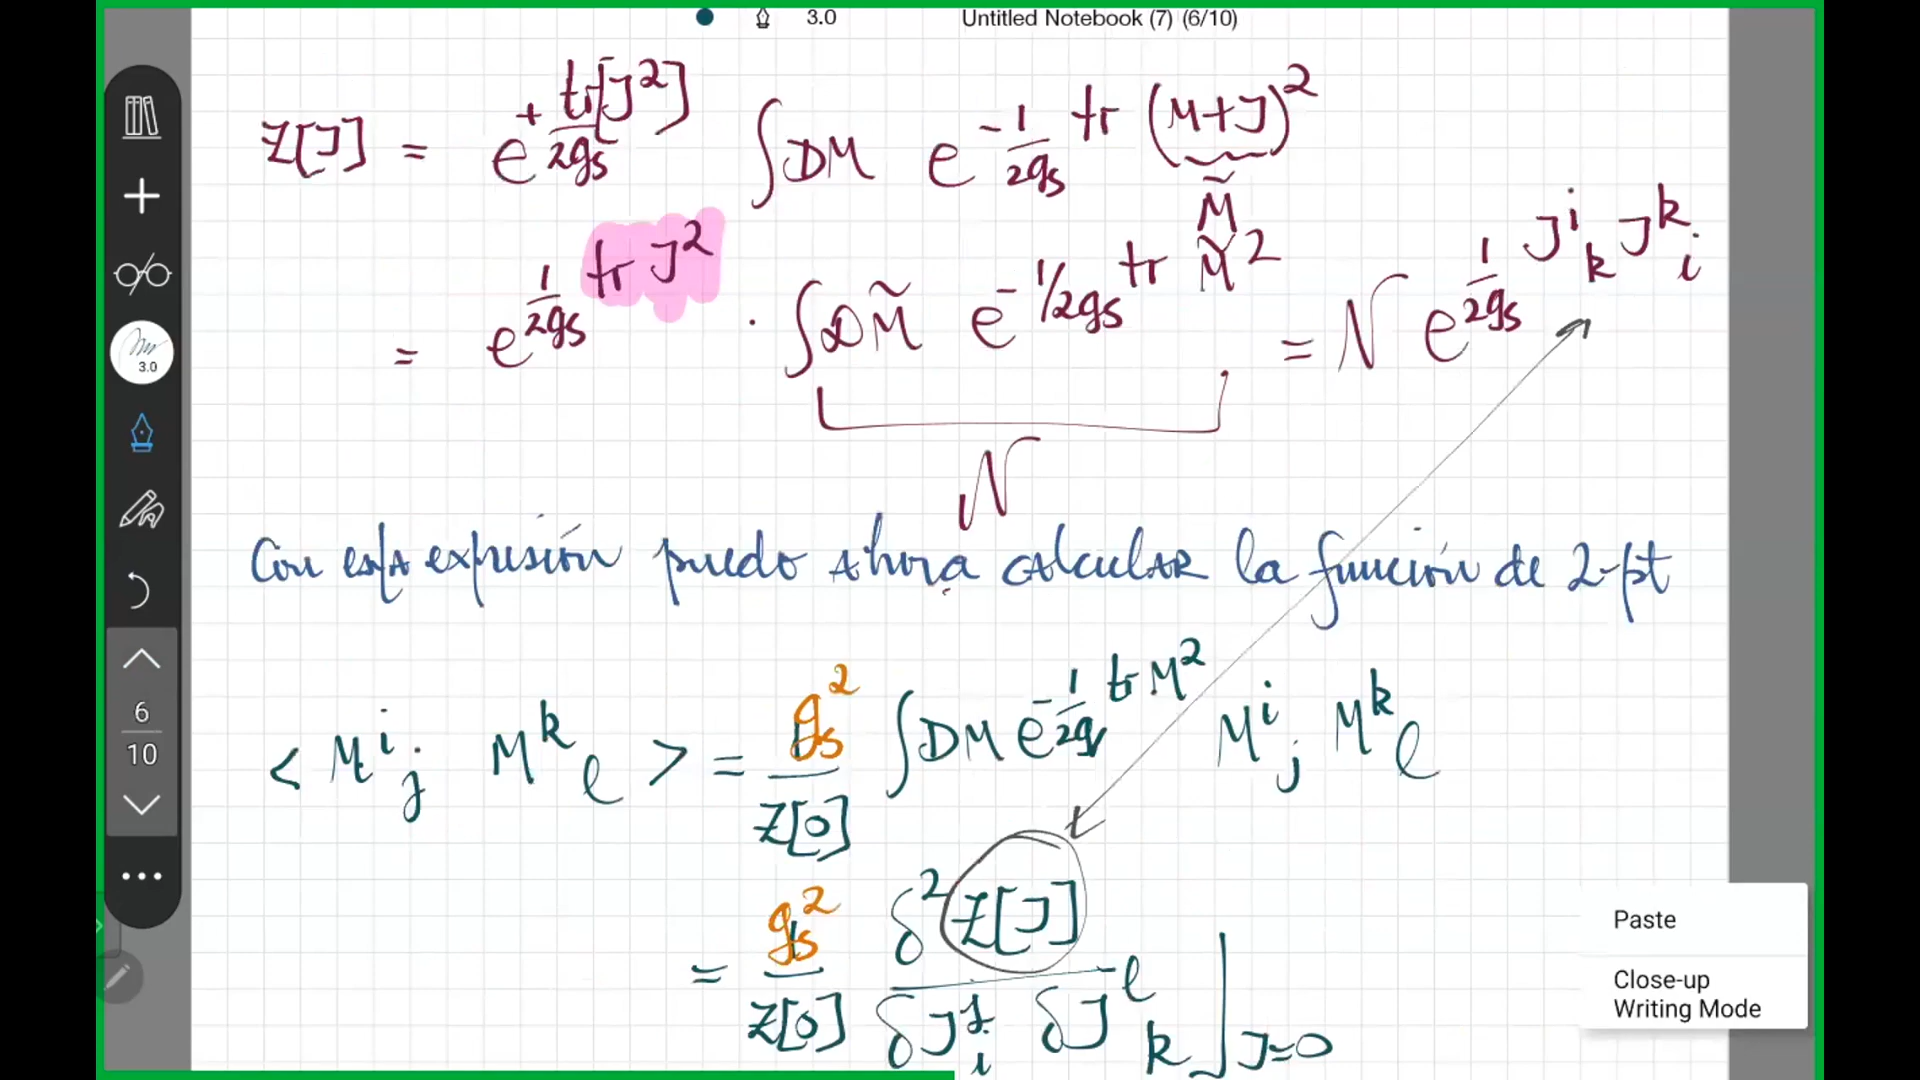 3.0 Untitled Notebook (7) (6/10)
Z[J] = e^{+ tr[J²]/2gs} ∫DM e^{-1/2gs tr (M+J)²}
M̃
= e^{1/2gs tr J²} · ∫DM̃ e^{-1/2gs tr M̃²} = N e^{1/2gs J^i_k J^k_i}
N
Con esta expresión puedo ahora calcular la función de 2-pt
< M^i_j M^k_l > = gs²/Z[0] ∫DM e^{-1/2gs tr M²} M^i_j M^k_l
= gs²/Z[0] δ²Z[J]/δJ^j_i δJ^l_k ]_{J=0}
3.0
6
10
Paste
Close-up
Writing Mode